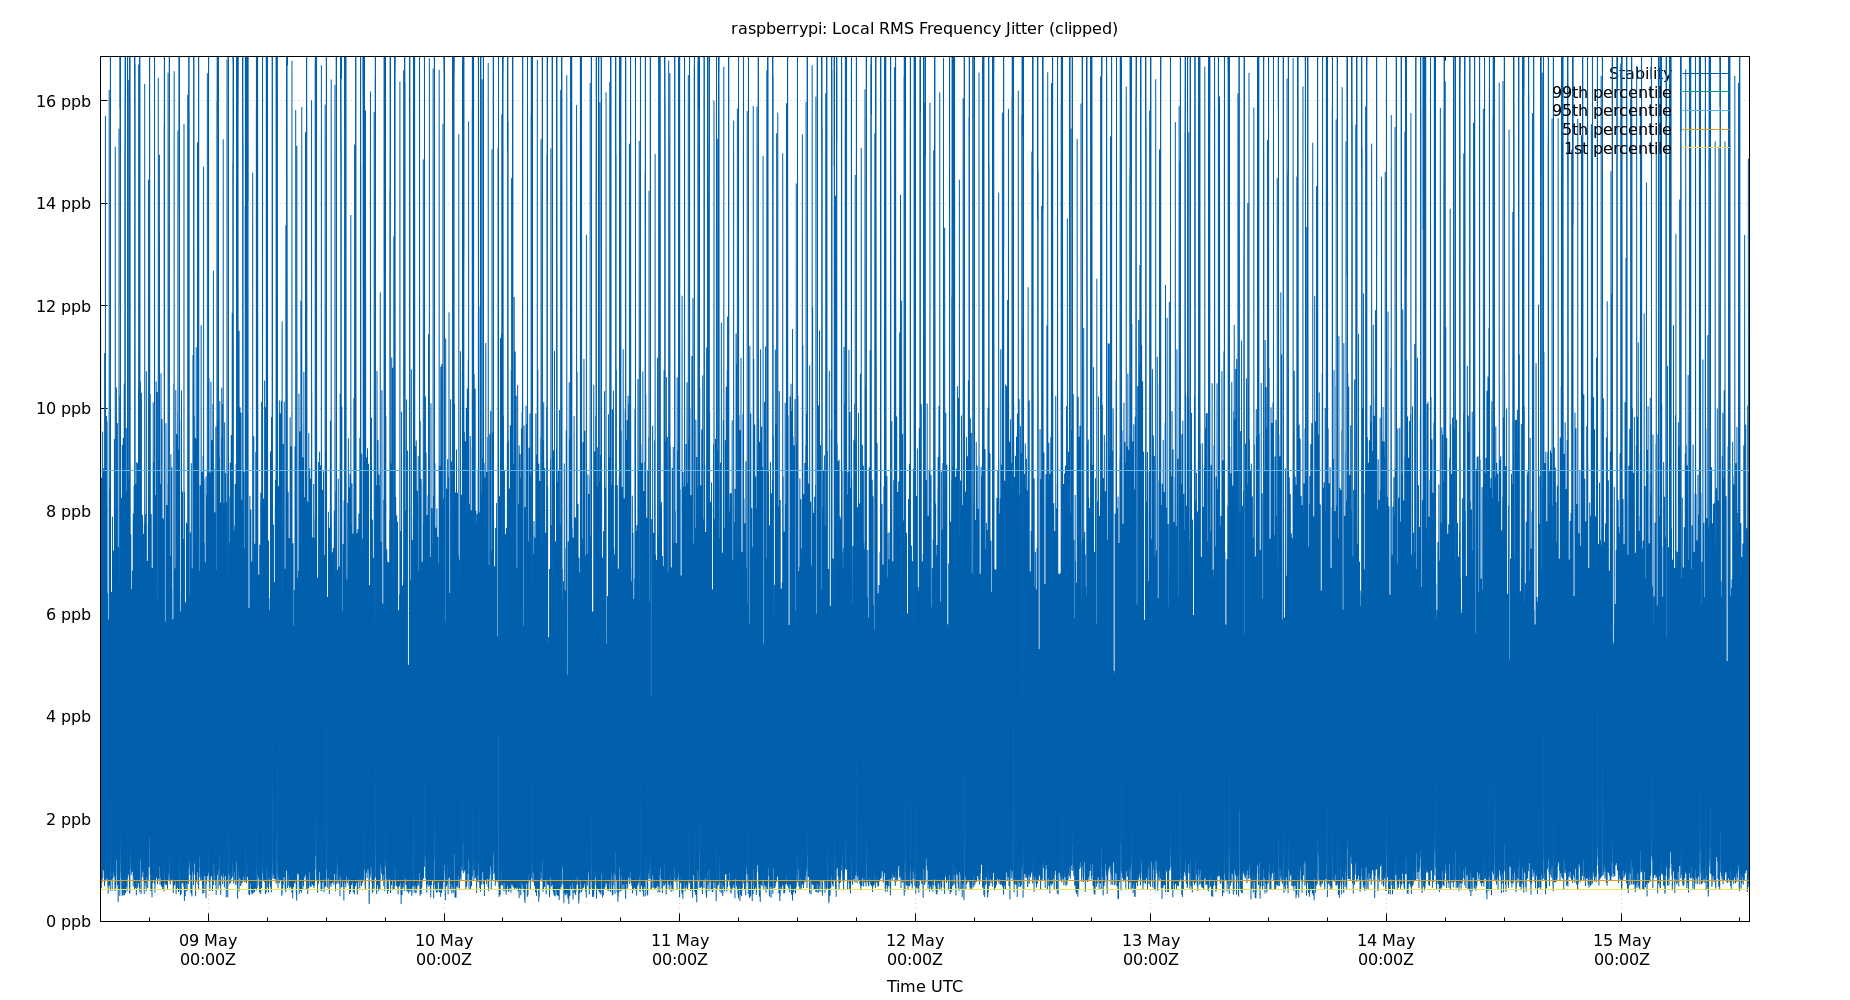 raspberrypi: Local RMS Frequency Jitter (clipped)
Stability
99th percentile
95th percentile
5th percentile
1st percentile
16 ppb
14 ppb
12 ppb
10 ppb
8 ppb
6 ppb
4 ppb
2 ppb
0 ppb
09 May 10 May 11 May 12 May 13 May 14 May 15 May
00:00Z 00:00Z 00:00Z 00:00Z 00:00Z 00:00Z 00:00Z
Time UTC